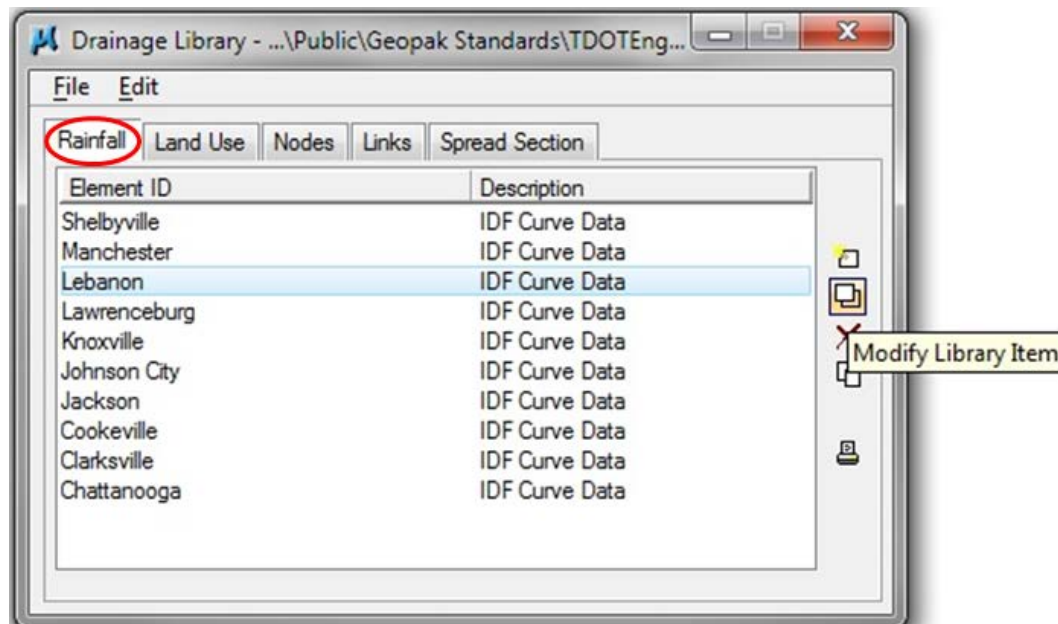 Drainage Library - ...\Public\Geopak Standards\TDOTEng...
File Edit
Rainfall Land Use Nodes Links Spread Section
Element ID Description
Shelbyville IDF Curve Data
Manchester IDF Curve Data
Lebanon IDF Curve Data
Lawrenceburg IDF Curve Data
Knoxville IDF Curve Data
Modify Library Item
Johnson City IDF Curve Data
Jackson IDF Curve Data
Cookeville IDF Curve Data
Clarksville IDF Curve Data
Chattanooga IDF Curve Data